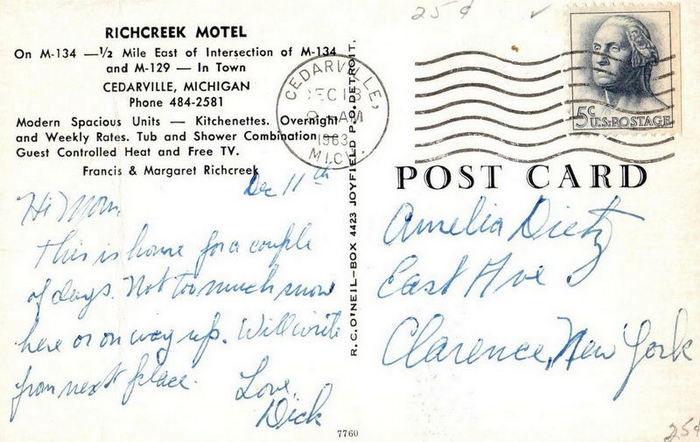 25¢
RICHCREEK MOTEL
On M-134 —½ Mile East of Intersection of M-134
and M-129 — In Town
CEDARVILLE, MICHIGAN
Phone 484-2581
Modern Spacious Units — Kitchenettes. Overnight
and Weekly Rates. Tub and Shower Combination
Guest Controlled Heat and Free TV.
Francis & Margaret Richcreek
Dec 11th
Hi Mom,
This is home for a couple
of days. Not too much snow
here or on way up. Will write
from next place.
Love,
Dick
R. C. O'NEIL—BOX 4423 JOYFIELD P.O. DETROIT.
7760
CEDARVILLE,
DEC 13
AM
1963
MICH.
5¢ U.S. POSTAGE
POST CARD
Amelia Dietz
East Ave
Clarence, New York
25¢